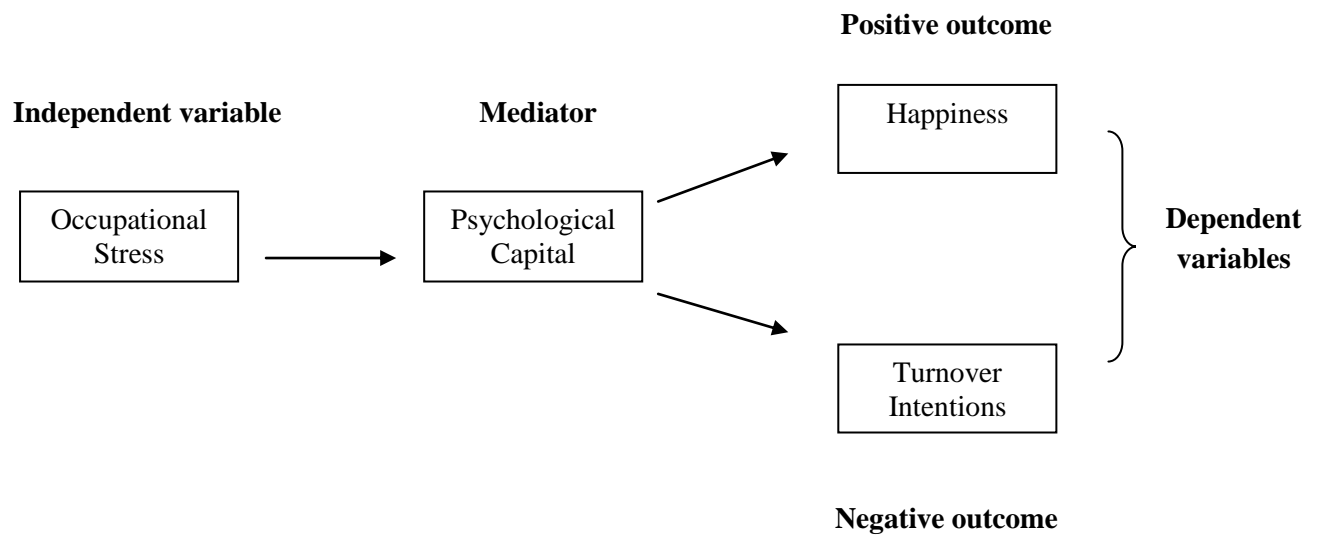 Positive outcome
Independent variable
Mediator
Happiness
Occupational
Stress
Psychological
Capital
Dependent
variables
Turnover
Intentions
Negative outcome